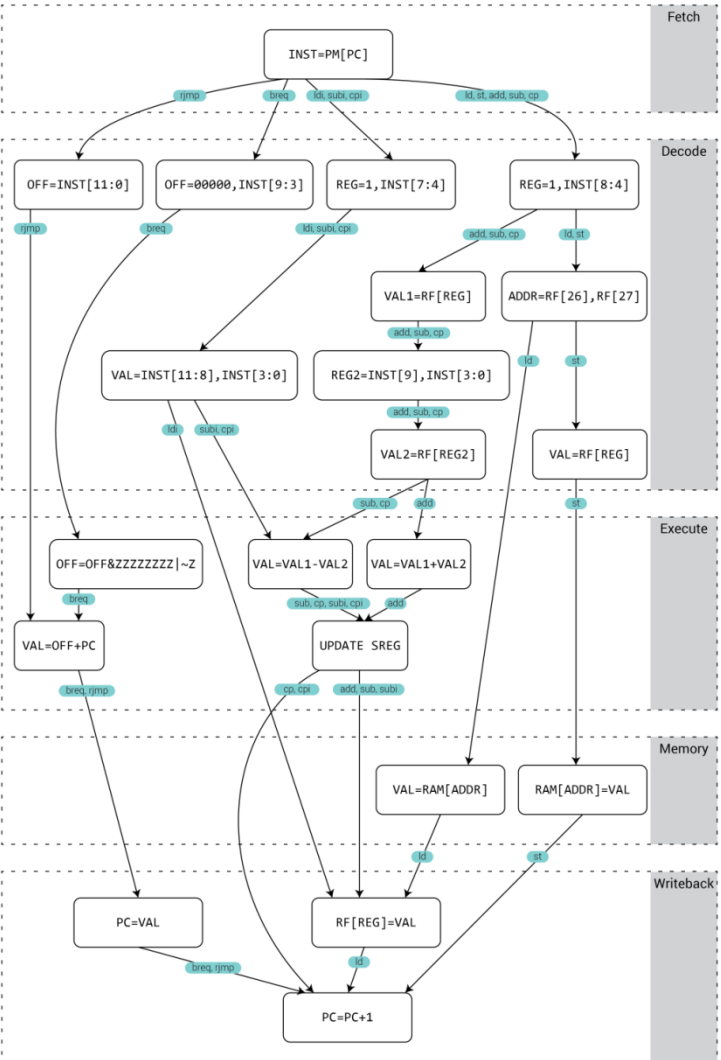 Fetch
INST=PM[PC]
rjmp
breq
ldi, subi, cpi
ld, st, add, sub, cp
Decode
OFF=INST[11:0]
OFF=00000,INST[9:3]
REG=1,INST[7:4]
REG=1,INST[8:4]
rjmp
breq
ldi, subi, cpi
add, sub, cp
ld, st
VAL1=RF[REG]
ADDR=RF[26],RF[27]
add, sub, cp
ld
st
VAL=INST[11:8],INST[3:0]
REG2=INST[9],INST[3:0]
add, sub, cp
ldi
subi, cpi
VAL2=RF[REG2]
VAL=RF[REG]
sub, cp
add
st
Execute
OFF=OFF&ZZZZZZZZ|~Z
VAL=VAL1-VAL2
VAL=VAL1+VAL2
breq
sub, cp, subi, cpi
add
VAL=OFF+PC
UPDATE SREG
breq, rjmp
cp, cpi
add, sub, subi
Memory
VAL=RAM[ADDR]
RAM[ADDR]=VAL
ld
st
Writeback
PC=VAL
RF[REG]=VAL
breq, rjmp
ld
PC=PC+1